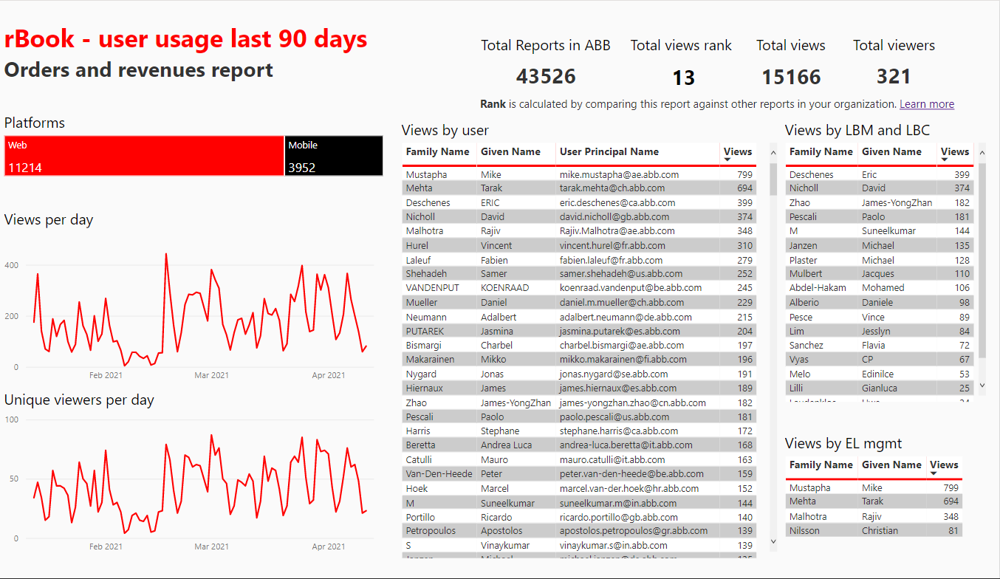 rBook - user usage last 90 days
Orders and revenues report
Total Reports in ABB Total views rank Total views Total viewers
43526 13 15166 321
Rank is calculated by comparing this report against other reports in your organization. Learn more
Platforms
Web Mobile
11214 3952
Views per day
400
200
0
Feb 2021 Mar 2021 Apr 2021
Unique viewers per day
100
50
0
Feb 2021 Mar 2021 Apr 2021
Views by user
Family Name Given Name User Principal Name Views
Mustapha Mike mike.mustapha@ae.abb.com 799
Mehta Tarak tarak.mehta@ch.abb.com 694
Deschenes ERIC eric.deschenes@ca.abb.com 399
Nicholl David david.nicholl@gb.abb.com 374
Malhotra Rajiv Rajiv.Malhotra@ae.abb.com 348
Hurel Vincent vincent.hurel@fr.abb.com 310
Laleuf Fabien fabien.laleuf@fr.abb.com 279
Shehadeh Samer samer.shehadeh@us.abb.com 252
VANDENPUT KOENRAAD koenraad.vandenput@be.abb.com 245
Mueller Daniel daniel.m.mueller@ch.abb.com 229
Neumann Adalbert adalbert.neumann@de.abb.com 215
PUTAREK Jasmina jasmina.putarek@es.abb.com 204
Bismargi Charbel charbel.bismargi@ae.abb.com 197
Makarainen Mikko mikko.makarainen@fi.abb.com 196
Nygard Jonas jonas.nygard@se.abb.com 191
Hiernaux James james.hiernaux@es.abb.com 189
Zhao James-YongZhan james-yongzhan.zhao@cn.abb.com 182
Pescali Paolo paolo.pescali@us.abb.com 181
Harris Stephane stephane.harris@ca.abb.com 172
Beretta Andrea Luca andrea-luca.beretta@it.abb.com 168
Catulli Mauro mauro.catulli@it.abb.com 163
Van-Den-Heede Peter peter.van-den-heede@be.abb.com 159
Hoek Marcel marcel.van-der.hoek@hr.abb.com 152
M Suneelkumar suneelkumar.m@in.abb.com 144
Portillo Ricardo ricardo.portillo@gb.abb.com 140
Petropoulos Apostolos apostolos.petropoulos@gr.abb.com 139
S Vinaykumar vinaykumar.s@in.abb.com 139
Views by LBM and LBC
Family Name Given Name Views
Deschenes Eric 399
Nicholl David 374
Zhao James-YongZhan 182
Pescali Paolo 181
M Suneelkumar 144
Janzen Michael 135
Plaster Michael 128
Mulbert Jacques 110
Abdel-Hakam Mohamed 106
Alberio Daniele 98
Pesce Vince 89
Lim Jesslyn 84
Sanchez Flavia 72
Vyas CP 67
Melo Edinilce 53
Lilli Gianluca 25
Views by EL mgmt
Family Name Given Name Views
Mustapha Mike 799
Mehta Tarak 694
Malhotra Rajiv 348
Nilsson Christian 81